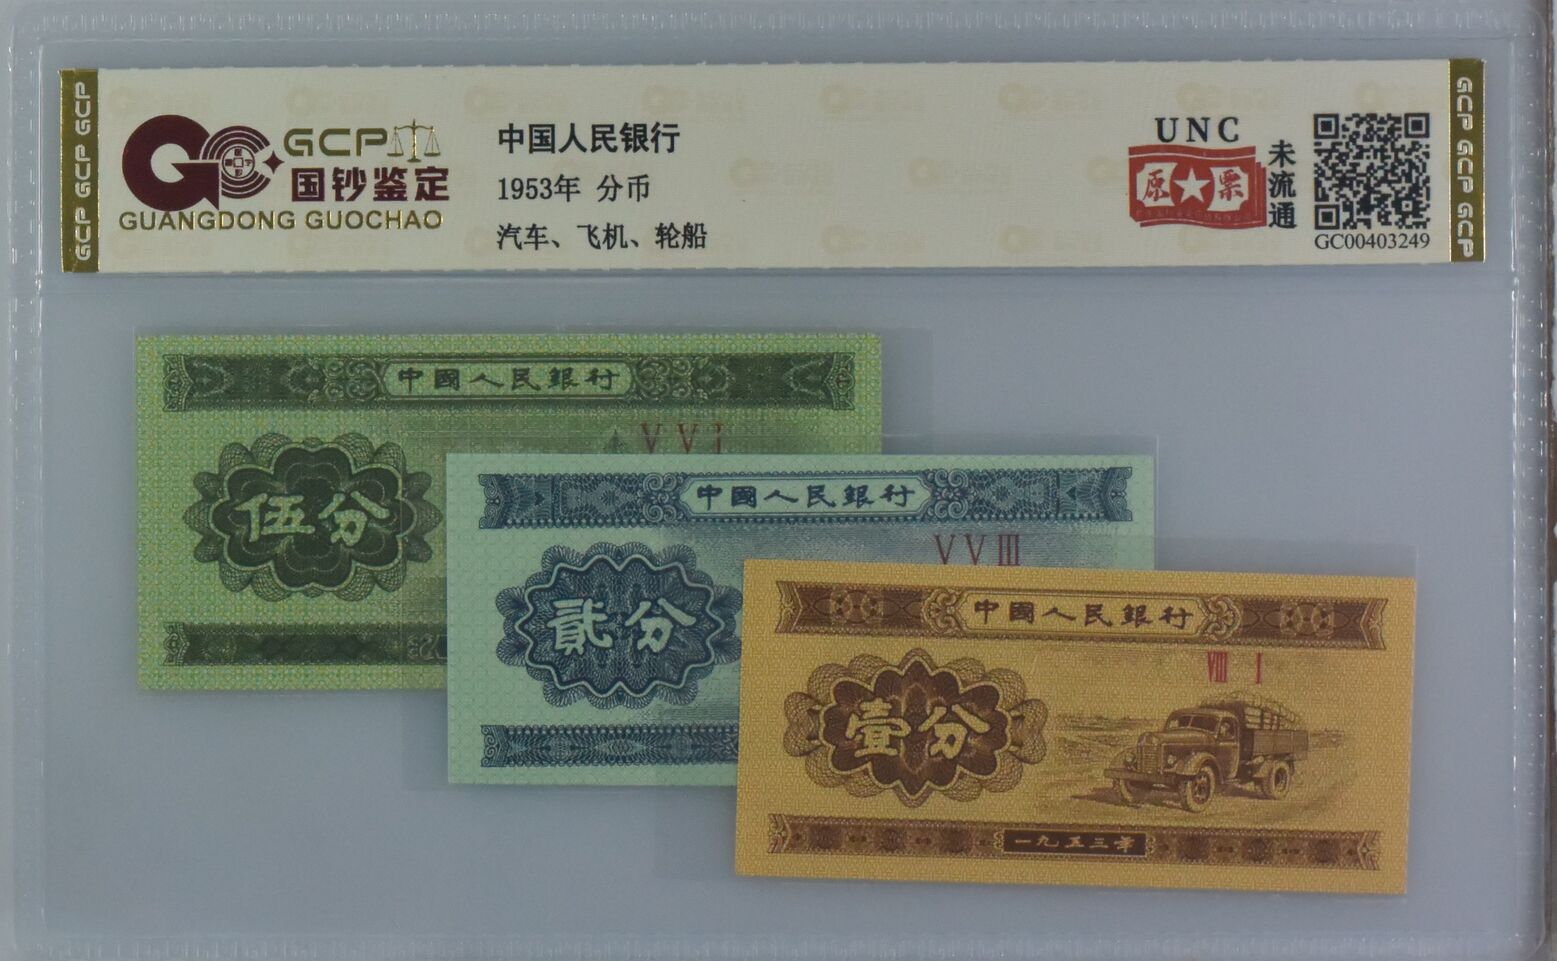 GCP GCP GCP
GCP
国钞鉴定
GUANGDONG GUOCHAO
中国人民银行
1953年 分币
汽车、飞机、轮船
UNC
原票
未流通
GC00403249
GCP GCP GCP
中國人民銀行
VVI
伍分
中國人民銀行
VVIII
貳分
中國人民銀行
VIII I
壹分
一九五三年